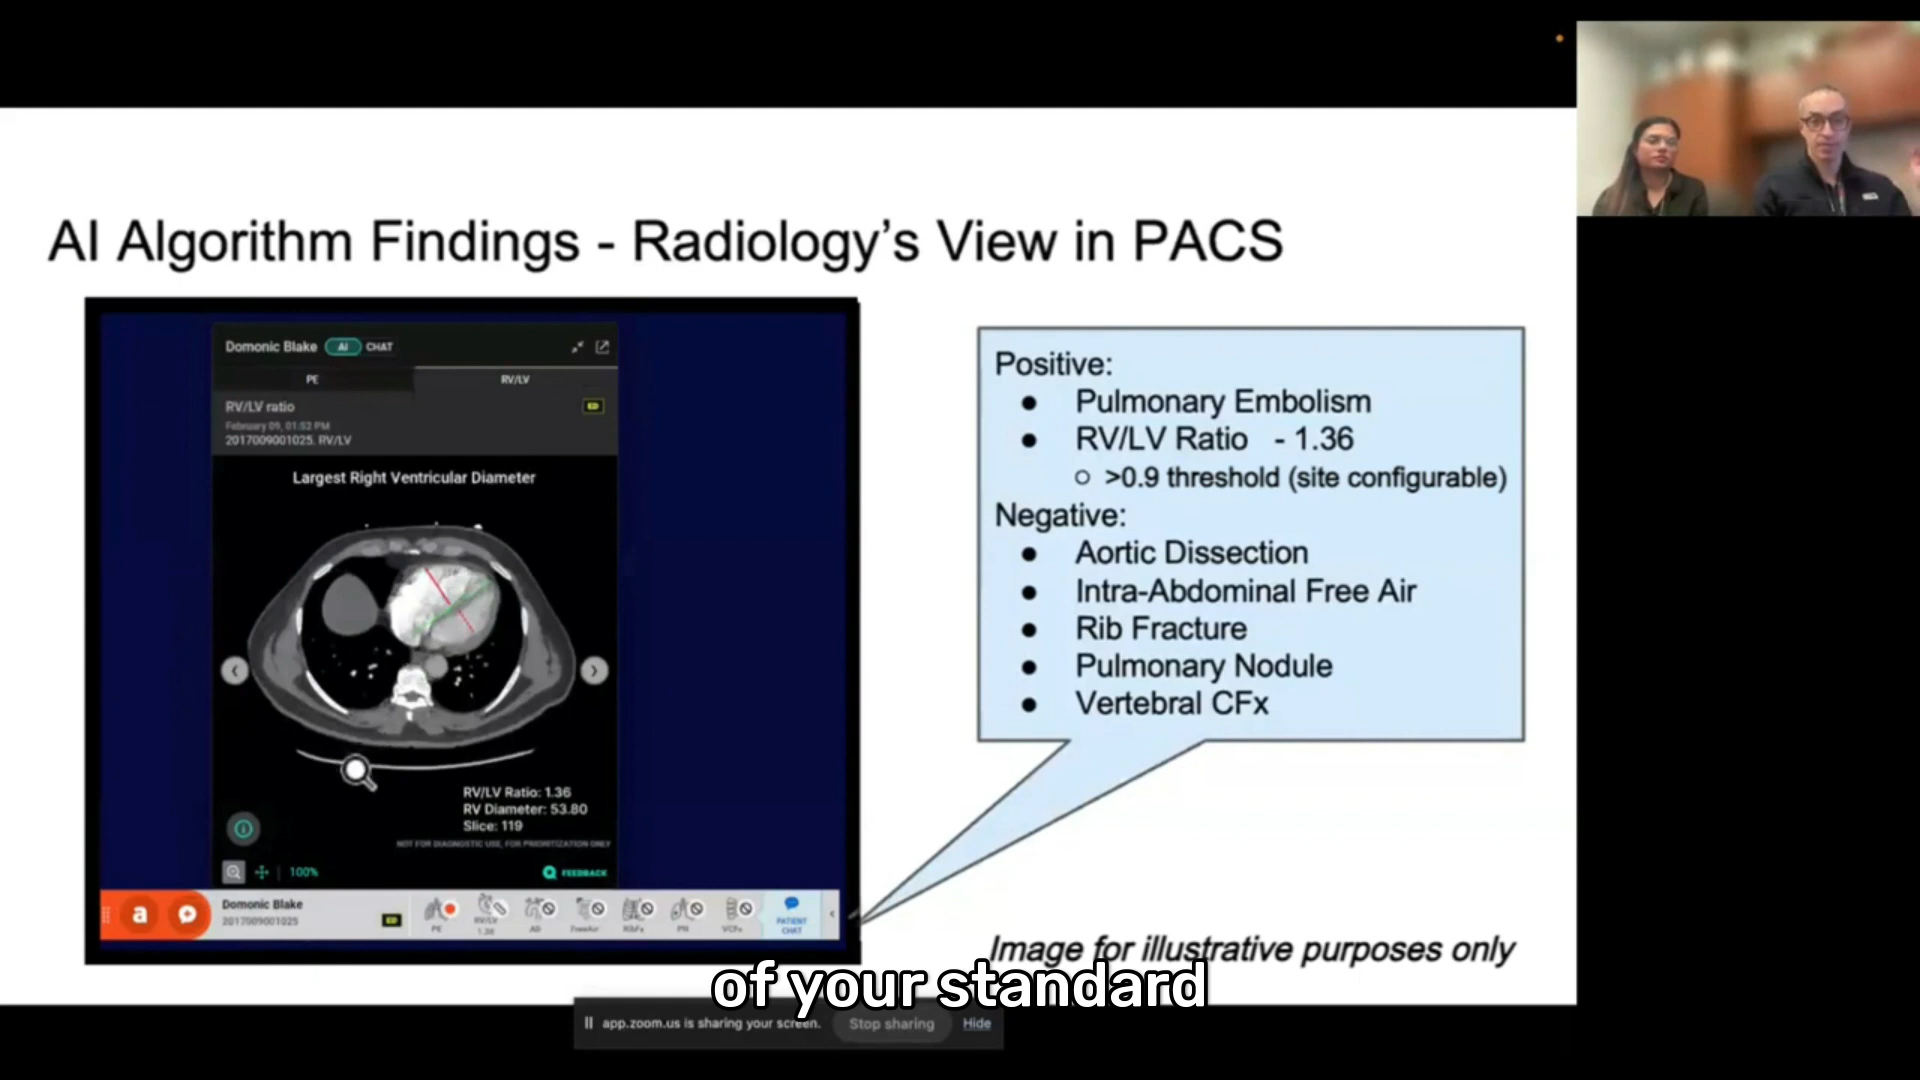 AI Algorithm Findings - Radiology’s View in PACS
Domonic Blake AI CHAT
PE RV/LV
RV/LV ratio ED
February 09, 01:52 PM
2017009001025. RV/LV
Largest Right Ventricular Diameter
RV/LV Ratio: 1.36
RV Diameter: 53.80
Slice: 119
NOT FOR DIAGNOSTIC USE, FOR PRIORITIZATION ONLY
100% FEEDBACK
a
Domonic Blake
2017009001025
ED
PE
RV/LV
1.36
AD
FreeAir
RibFx
PN
VCFx
PATIENT
CHAT
Positive:
● Pulmonary Embolism
● RV/LV Ratio - 1.36
○ >0.9 threshold (site configurable)
Negative:
● Aortic Dissection
● Intra-Abdominal Free Air
● Rib Fracture
● Pulmonary Nodule
● Vertebral CFx
Image for illustrative purposes only
of your standard
app.zoom.us is sharing your screen. Stop sharing Hide